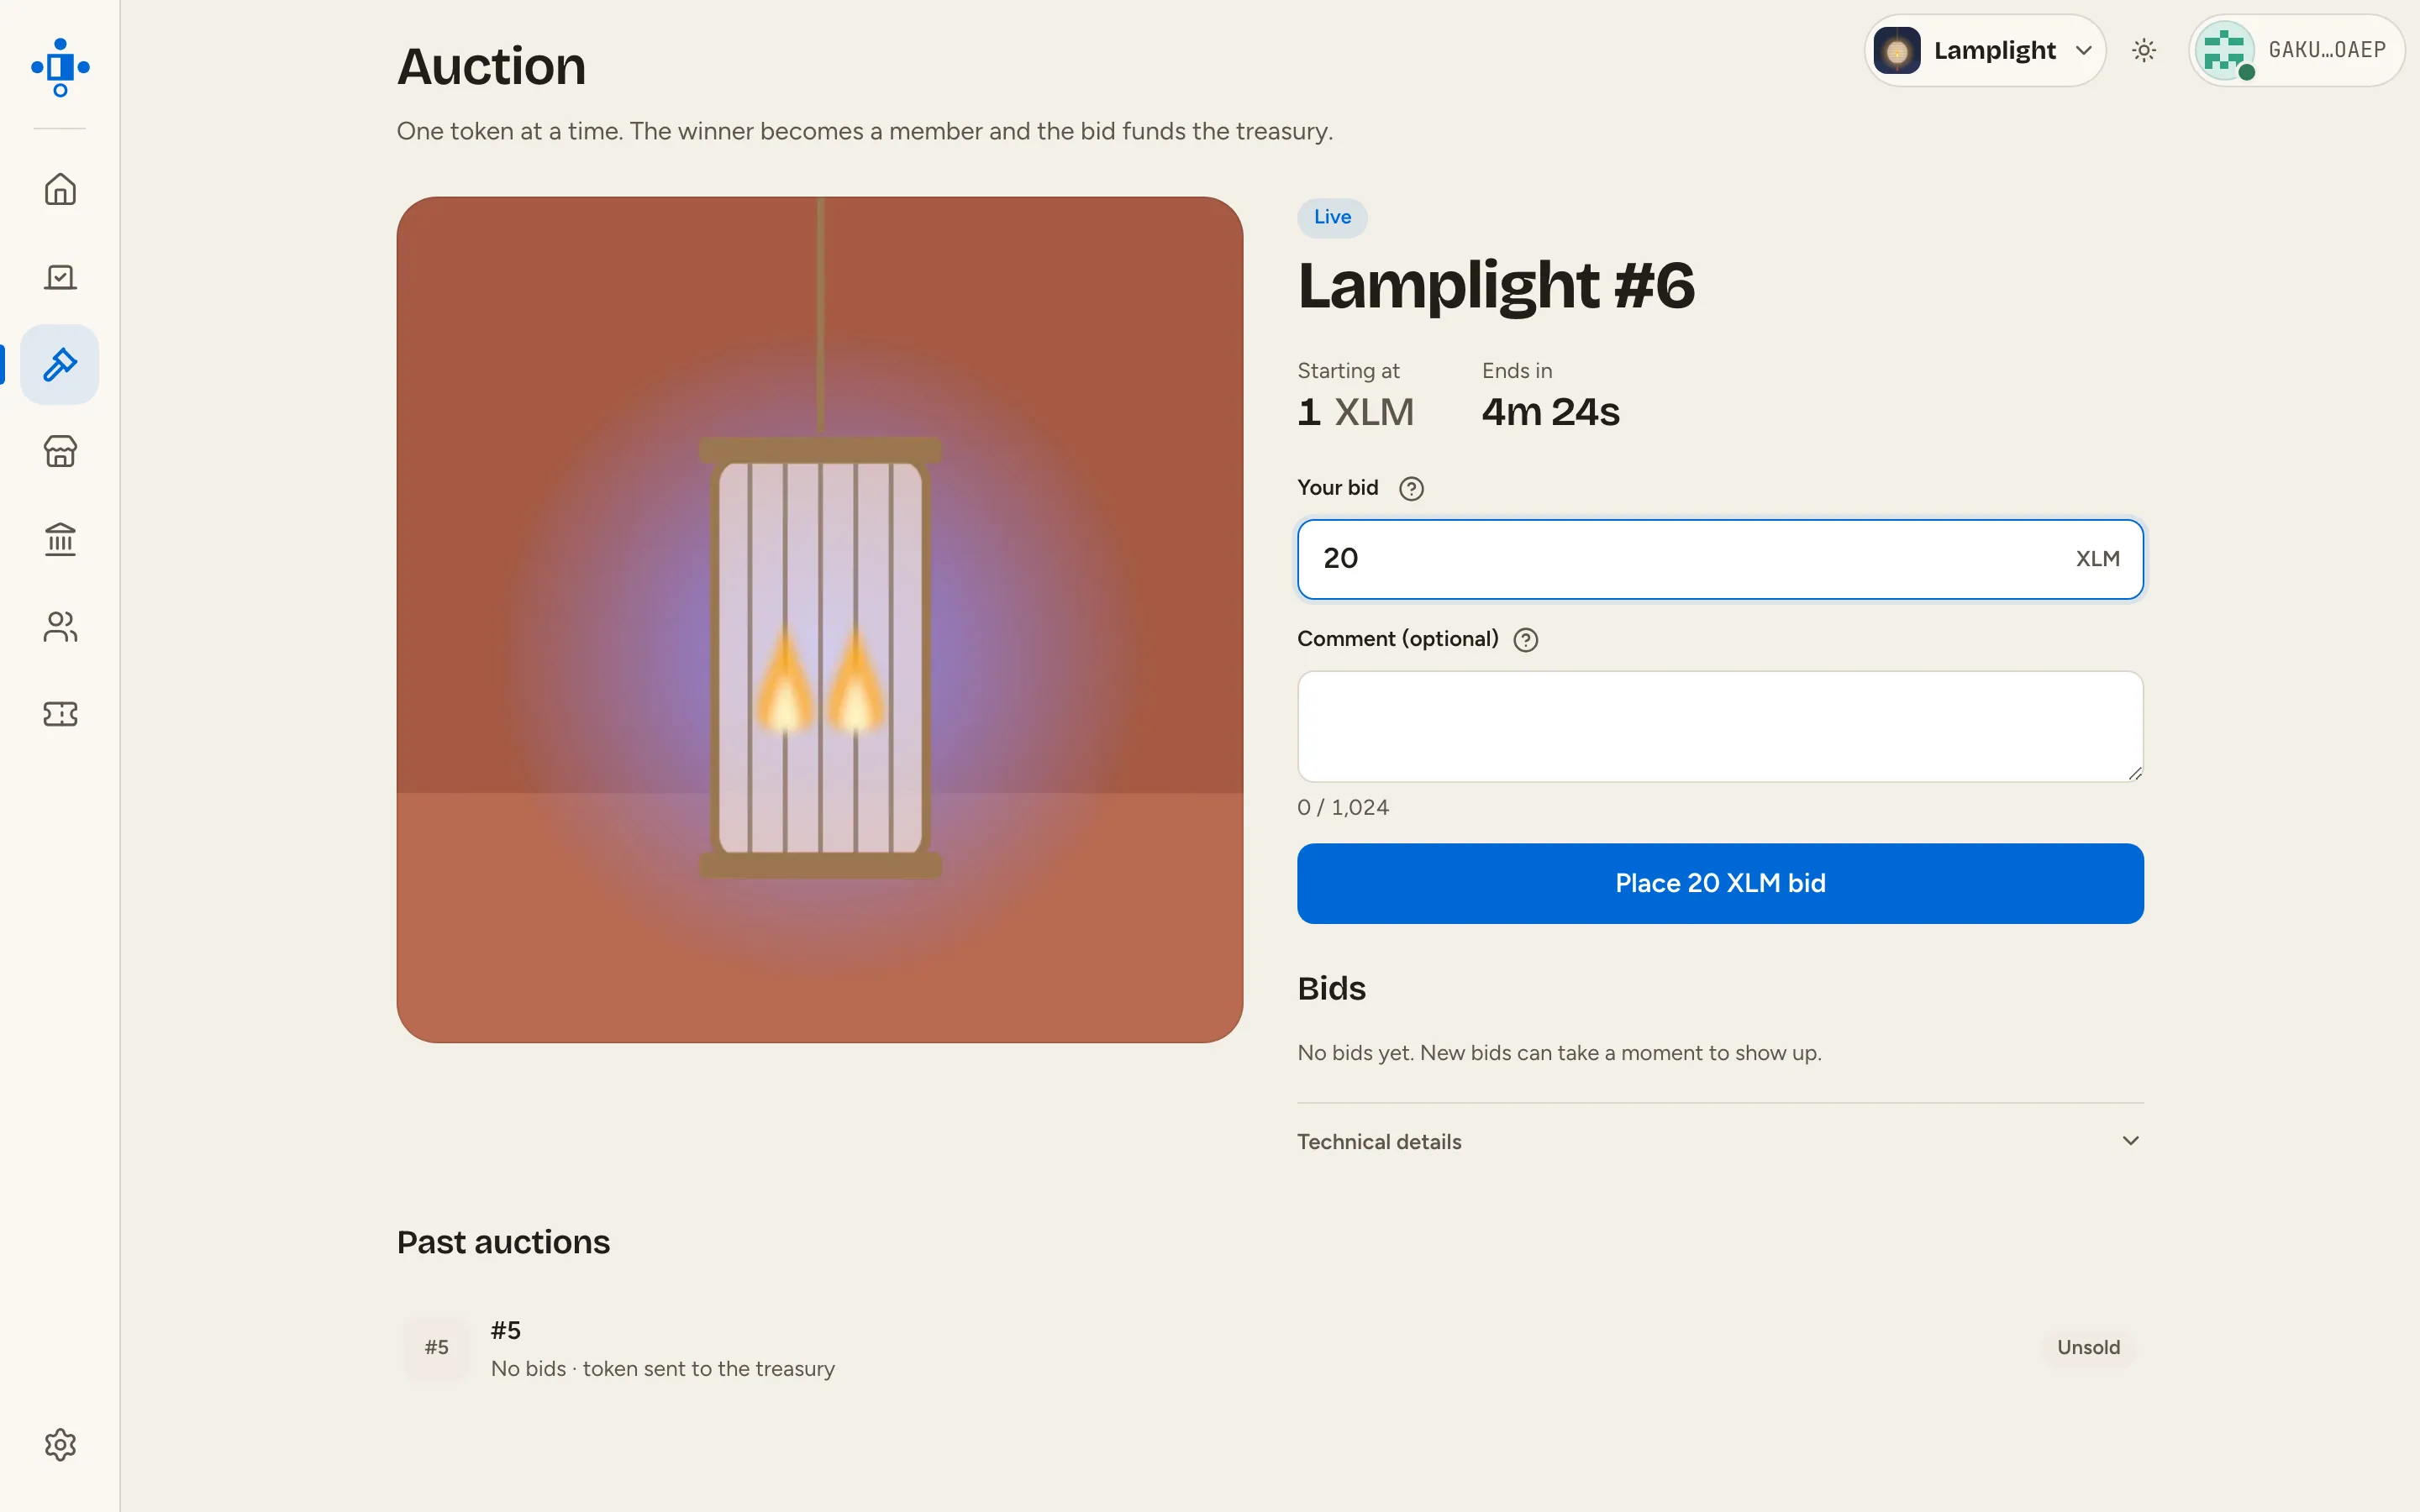 Auction
One token at a time. The winner becomes a member and the bid funds the treasury.
Lamplight
GAKU…OAEP
Live
Lamplight #6
Starting at
1 XLM
Ends in
4m 24s
Your bid
20 XLM
Comment (optional)
0 / 1,024
Place 20 XLM bid
Bids
No bids yet. New bids can take a moment to show up.
Technical details
Past auctions
#5
#5
No bids · token sent to the treasury
Unsold